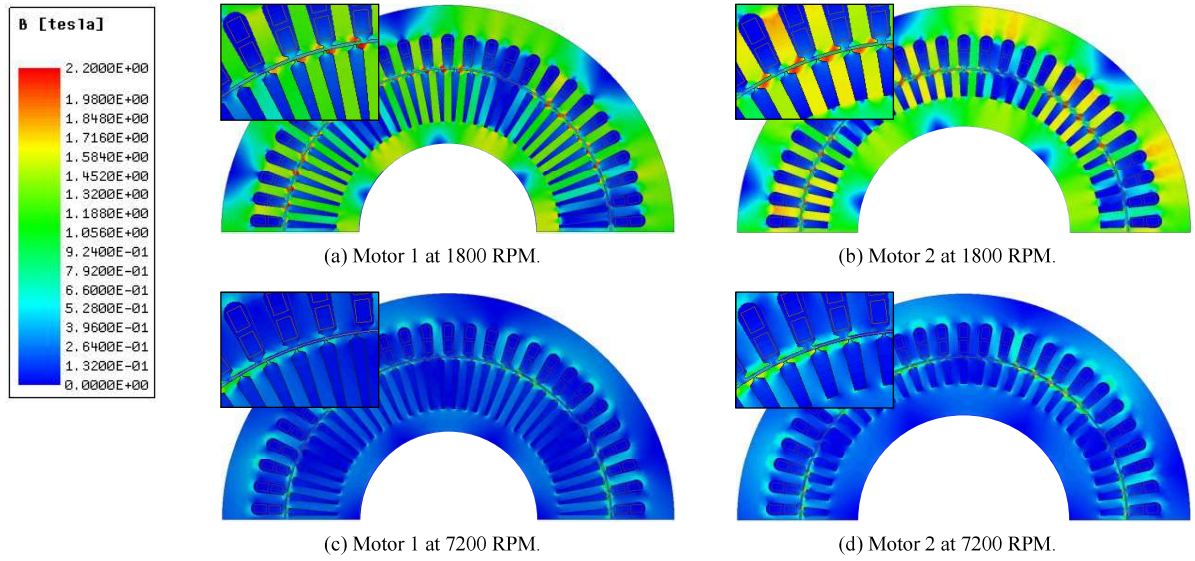 B [tesla]
2.2000E+00
1.9800E+00
1.8480E+00
1.7160E+00
1.5840E+00
1.4520E+00
1.3200E+00
1.1880E+00
1.0560E+00
9.2400E-01
7.9200E-01
6.6000E-01
5.2800E-01
3.9600E-01
2.6400E-01
1.3200E-01
0.0000E+00
(a) Motor 1 at 1800 RPM.
(b) Motor 2 at 1800 RPM.
(c) Motor 1 at 7200 RPM.
(d) Motor 2 at 7200 RPM.